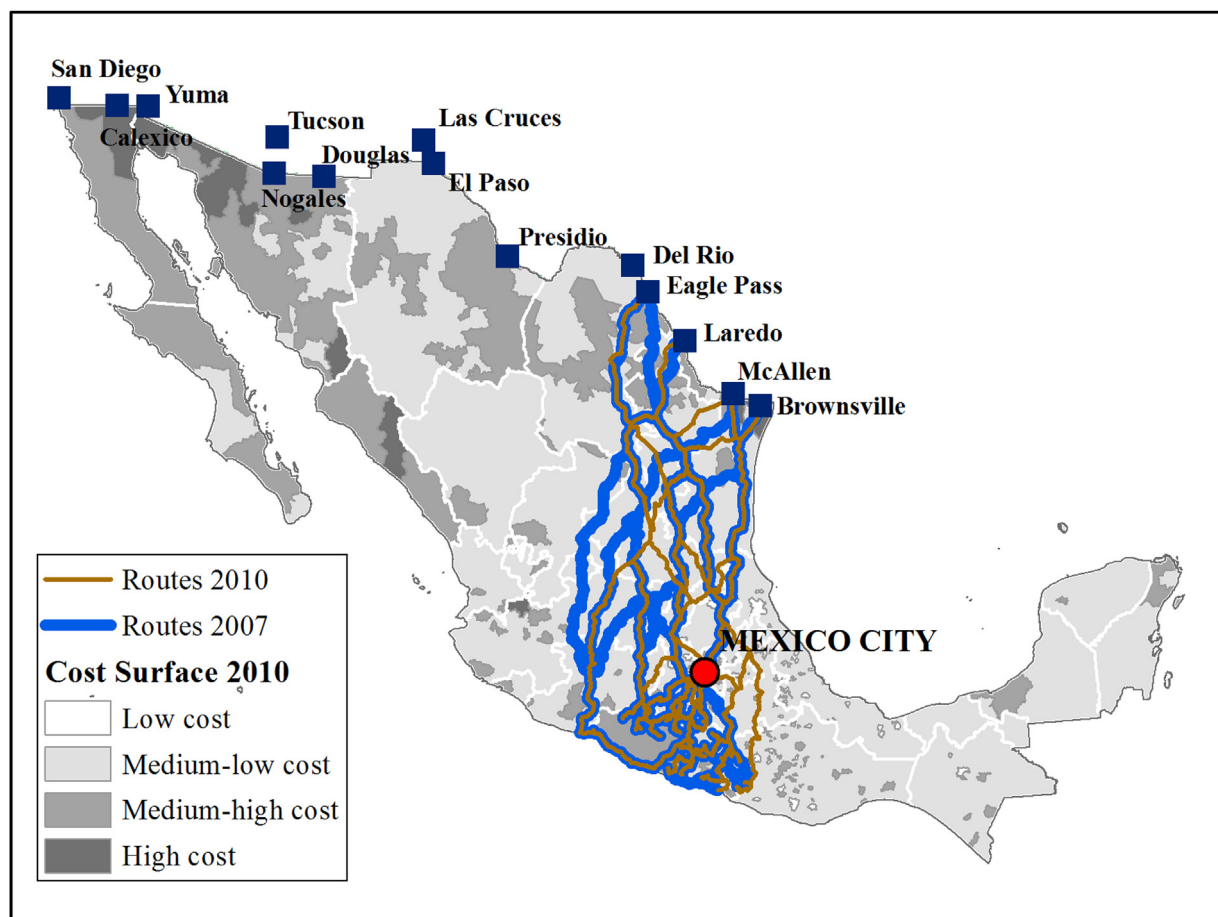 San Diego
Yuma
Calexico
Tucson
Nogales
Douglas
Las Cruces
El Paso
Presidio
Del Rio
Eagle Pass
Laredo
McAllen
Brownsville
MEXICO CITY
Routes 2010
Routes 2007
Cost Surface 2010
Low cost
Medium-low cost
Medium-high cost
High cost